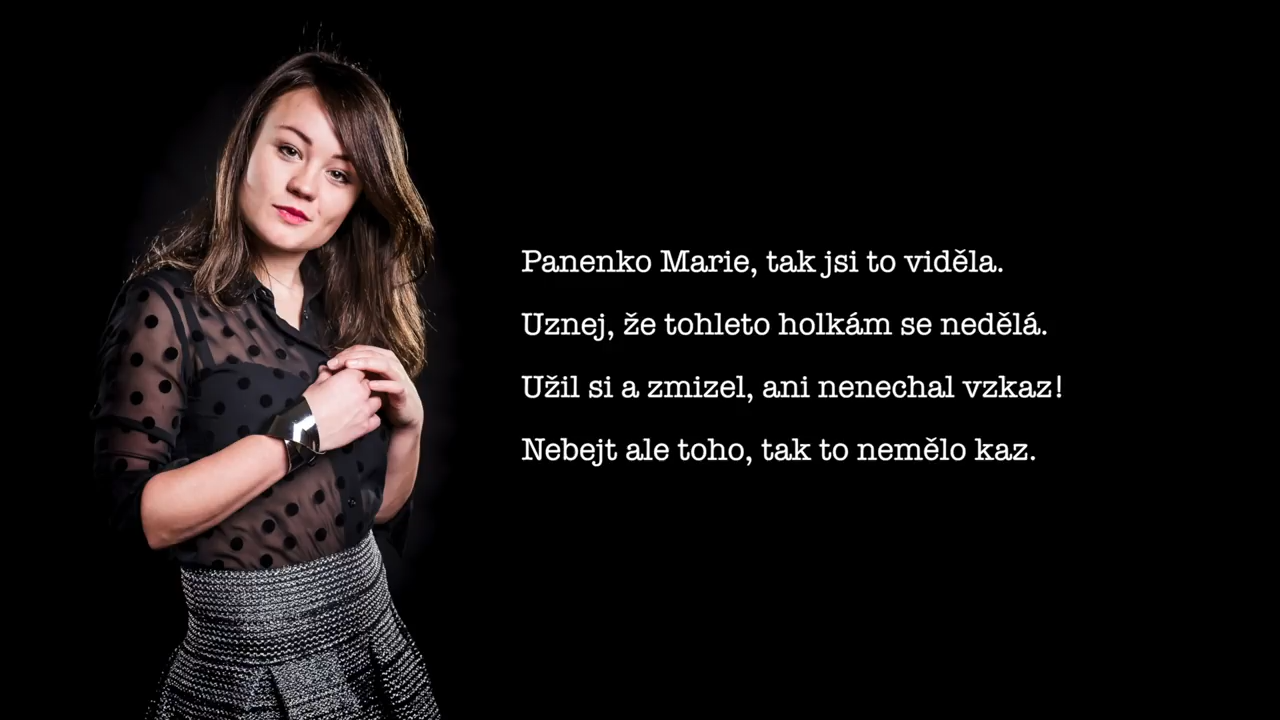 Panenko Marie, tak jsi to viděla.
Uznej, že tohleto holkám se nedělá.
Užil si a zmizel, ani nenechal vzkaz!
Nebejt ale toho, tak to nemělo kaz.